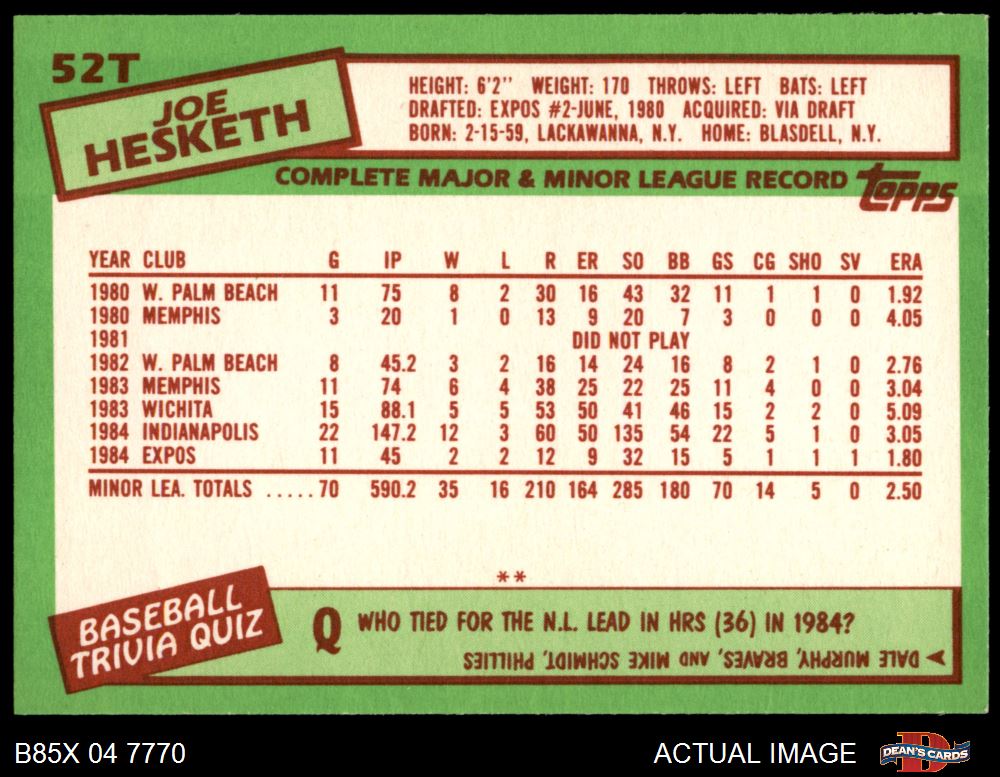 52T
JOE
HESKETH
HEIGHT: 6'2" WEIGHT: 170 THROWS: LEFT BATS: LEFT
DRAFTED: EXPOS #2-JUNE, 1980 ACQUIRED: VIA DRAFT
BORN: 2-15-59, LACKAWANNA, N.Y. HOME: BLASDELL, N.Y.
COMPLETE MAJOR & MINOR LEAGUE RECORD topps
YEAR CLUB G IP W L R ER SO BB GS CG SHO SV ERA
1980 W. PALM BEACH 11 75 8 2 30 16 43 32 11 1 1 0 1.92
1980 MEMPHIS 3 20 1 0 13 9 20 7 3 0 0 0 4.05
1981 DID NOT PLAY
1982 W. PALM BEACH 8 45.2 3 2 16 14 24 16 8 2 1 0 2.76
1983 MEMPHIS 11 74 6 4 38 25 22 25 11 4 0 0 3.04
1983 WICHITA 15 88.1 5 5 53 50 41 46 15 2 2 0 5.09
1984 INDIANAPOLIS 22 147.2 12 3 60 50 135 54 22 5 1 0 3.05
1984 EXPOS 11 45 2 2 12 9 32 15 5 1 1 1 1.80
MINOR LEA. TOTALS .....70 590.2 35 16 210 164 285 180 70 14 5 0 2.50
**
BASEBALL
TRIVIA QUIZ
Q WHO TIED FOR THE N.L. LEAD IN HRS (36) IN 1984?
DALE MURPHY, BRAVES, AND MIKE SCHMIDT, PHILLIES
B85X 04 7770 ACTUAL IMAGE D DEAN'S CARDS